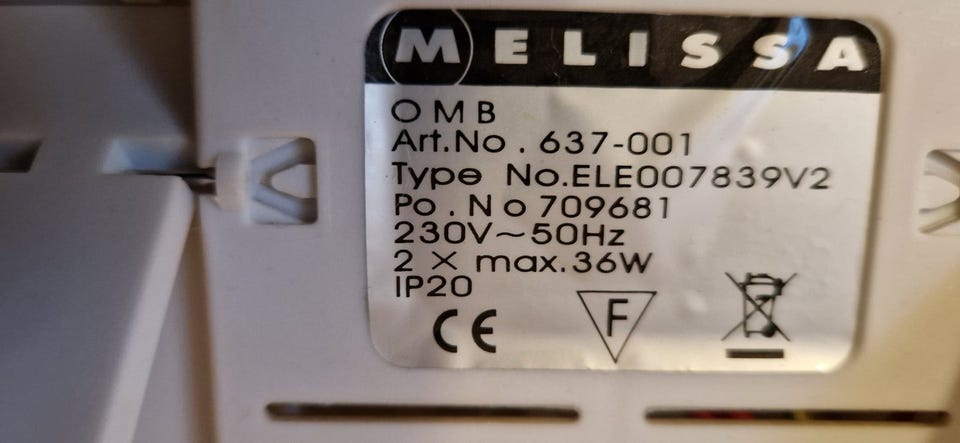 MELISSA
OMB
Art.No . 637-001
Type No.ELE007839V2
Po . No 709681
230V~50Hz
2 X max.36W
IP20
CE
F